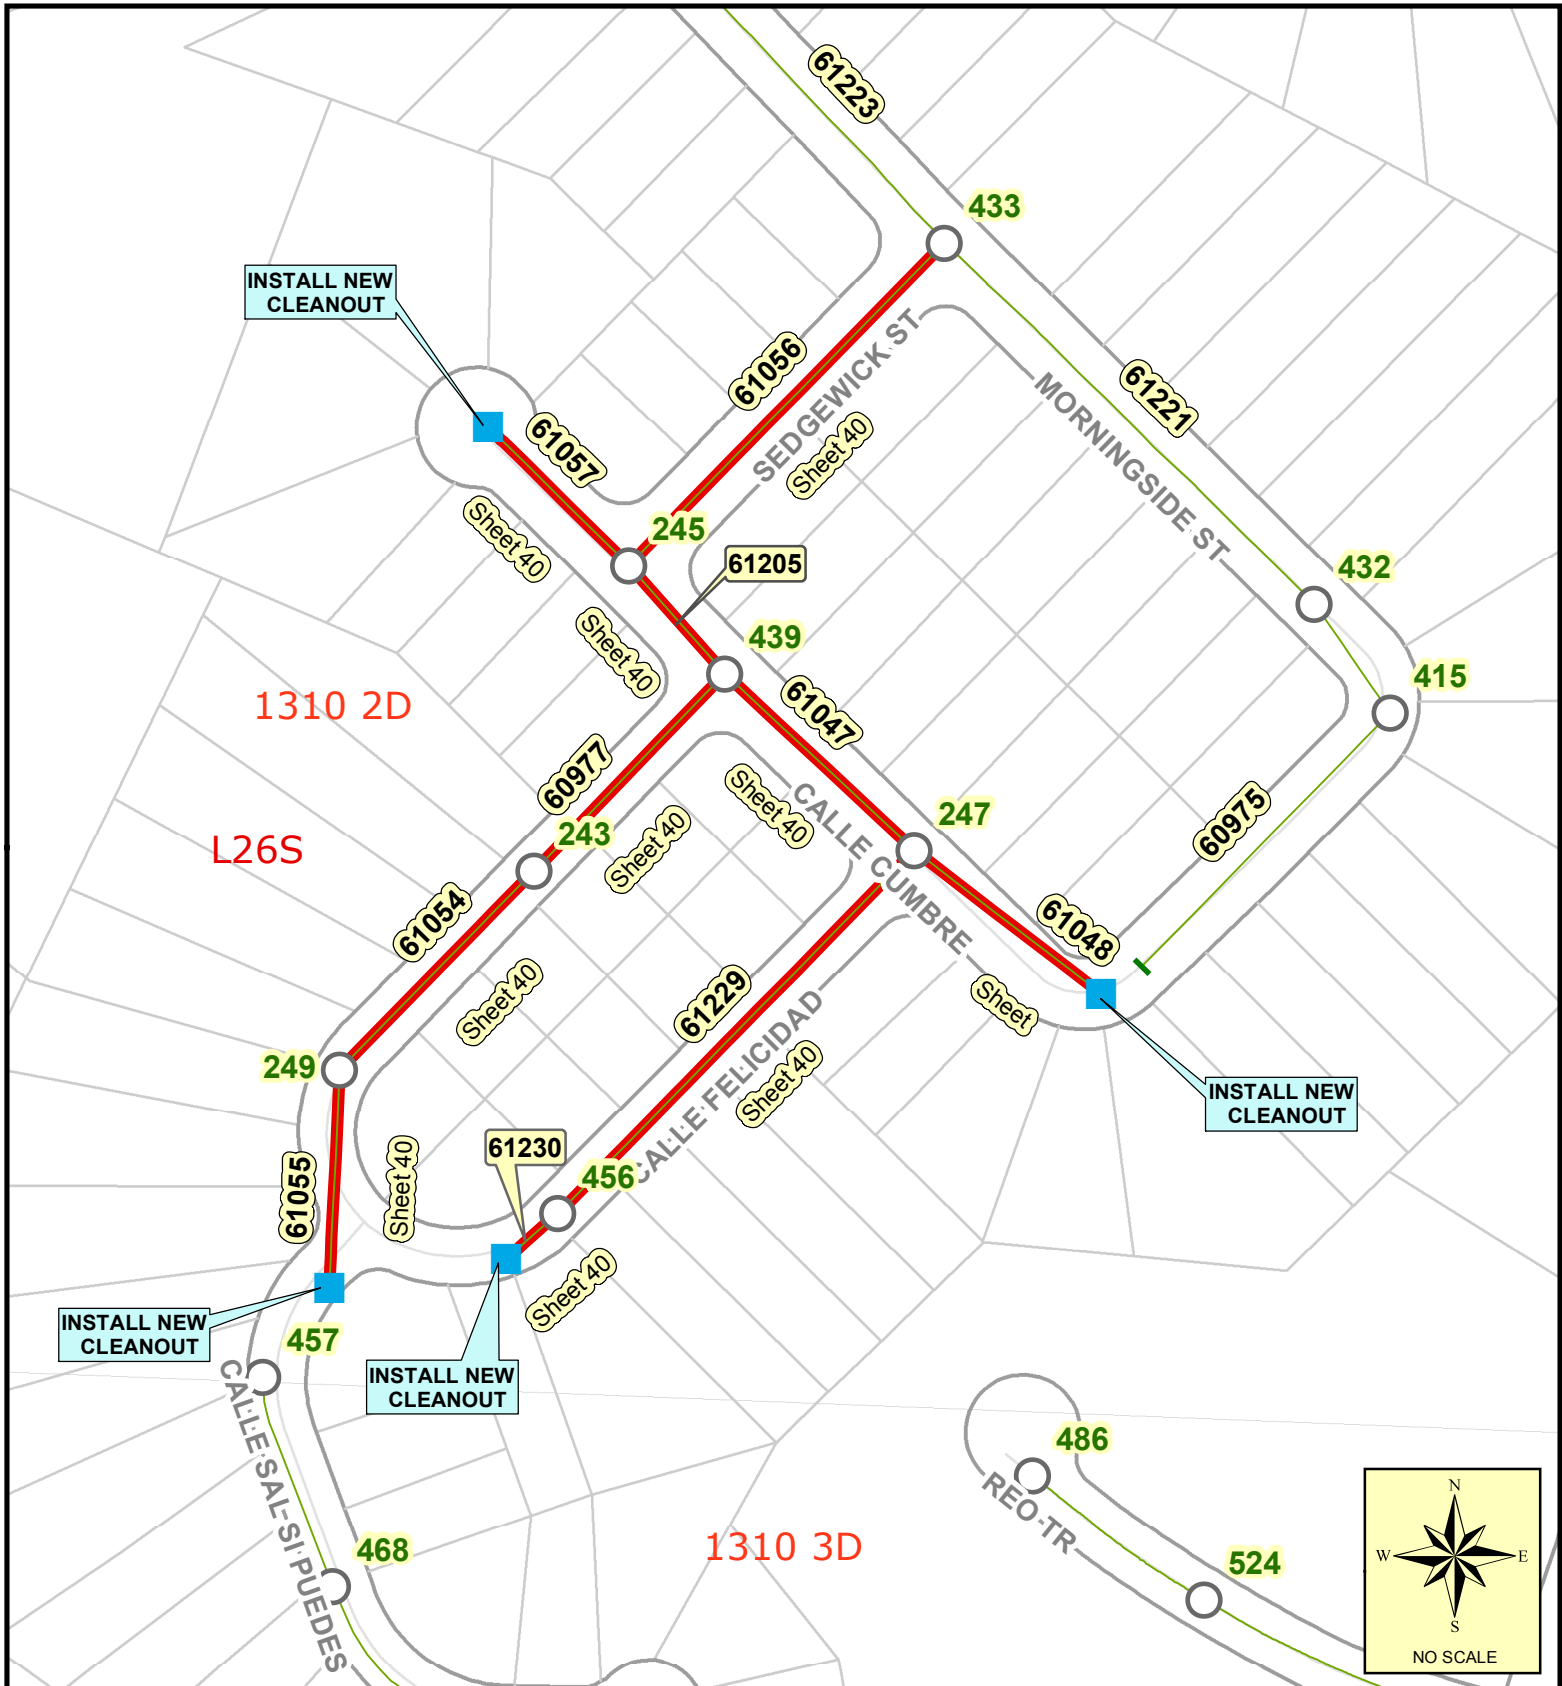 61223
433
INSTALL NEW
CLEANOUT
61056
SEDGEWICK ST
61221
MORNINGSIDE ST
61057
Sheet 40
Sheet 40
245
61205
432
439
Sheet 40
415
1310 2D
61047
60977
Sheet 40
CALLE CUMBRE
247
60975
243
Sheet 40
L26S
61054
61048
Sheet 40
61229
Sheet
CALLE FELICIDAD
249
Sheet 40
INSTALL NEW
CLEANOUT
61230
61055
Sheet 40
456
Sheet 40
INSTALL NEW
CLEANOUT
457
INSTALL NEW
CLEANOUT
CALLE SAL SI PUEDES
486
REO TR
468
1310 3D
524
N
W
E
S
NO SCALE